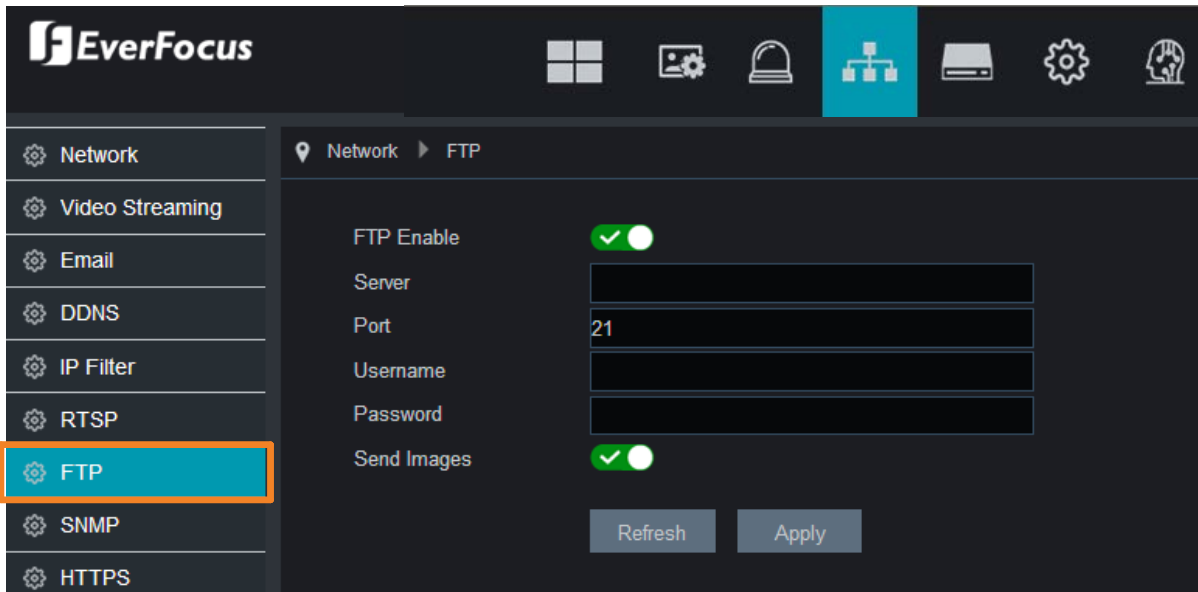 EverFocus
Network
Video Streaming
Email
DDNS
IP Filter
RTSP
FTP
SNMP
HTTPS
Network FTP
FTP Enable
Server
Port 21
Username
Password
Send Images
Refresh Apply